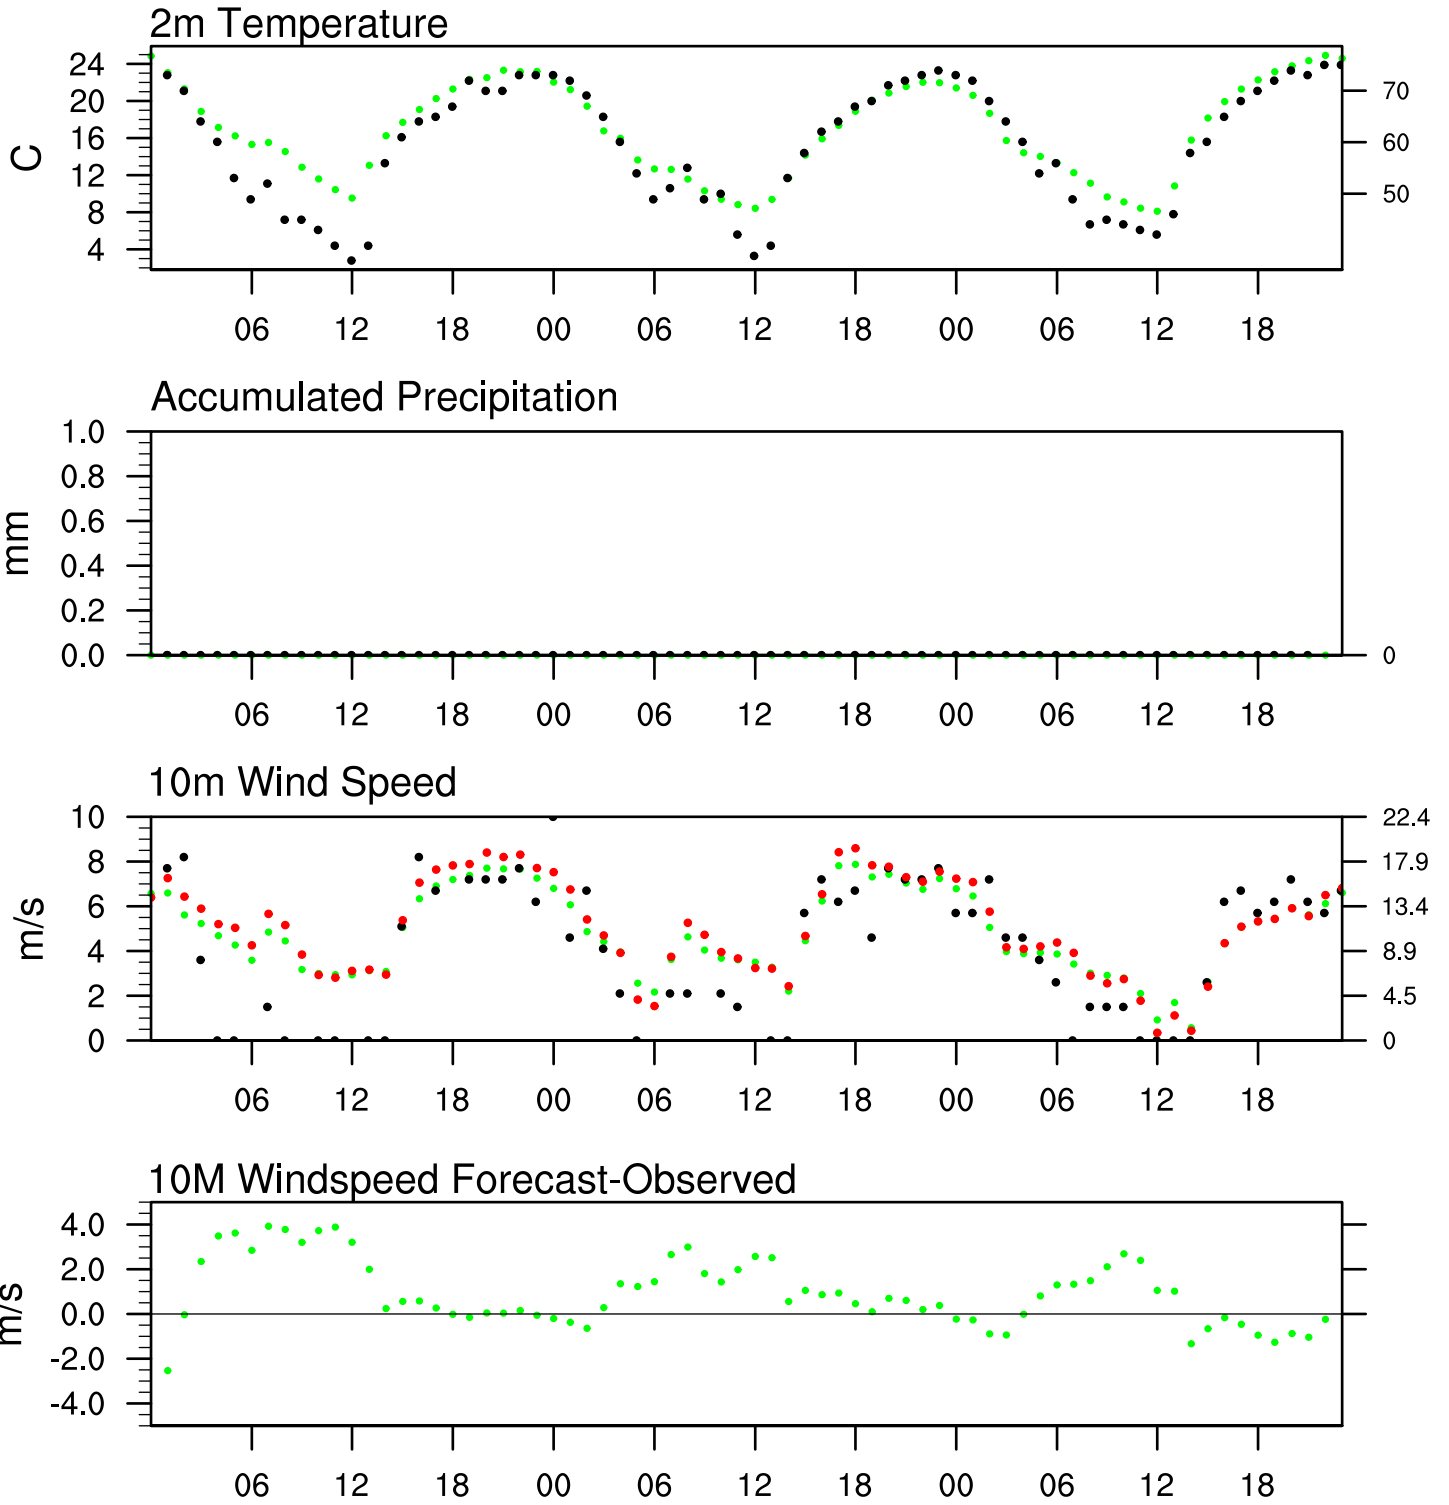 2m Temperature
24
20
16
12
8
4
C
70
60
50
06 12 18 00 06 12 18 00 06 12 18
Accumulated Precipitation
1.0
0.8
0.6
0.4
0.2
0.0
mm
0
06 12 18 00 06 12 18 00 06 12 18
10m Wind Speed
10
8
6
4
2
0
m/s
22.4
17.9
13.4
8.9
4.5
0
06 12 18 00 06 12 18 00 06 12 18
10M Windspeed Forecast-Observed
4.0
2.0
0.0
-2.0
-4.0
m/s
06 12 18 00 06 12 18 00 06 12 18